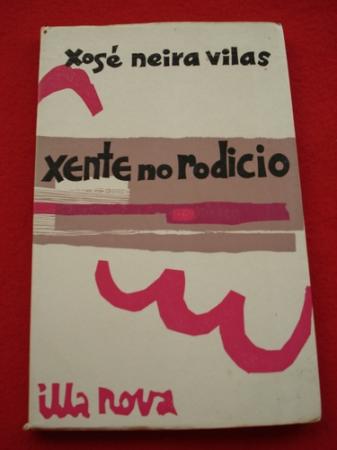 xosé neira vilas
xente no rodicio
illa nova